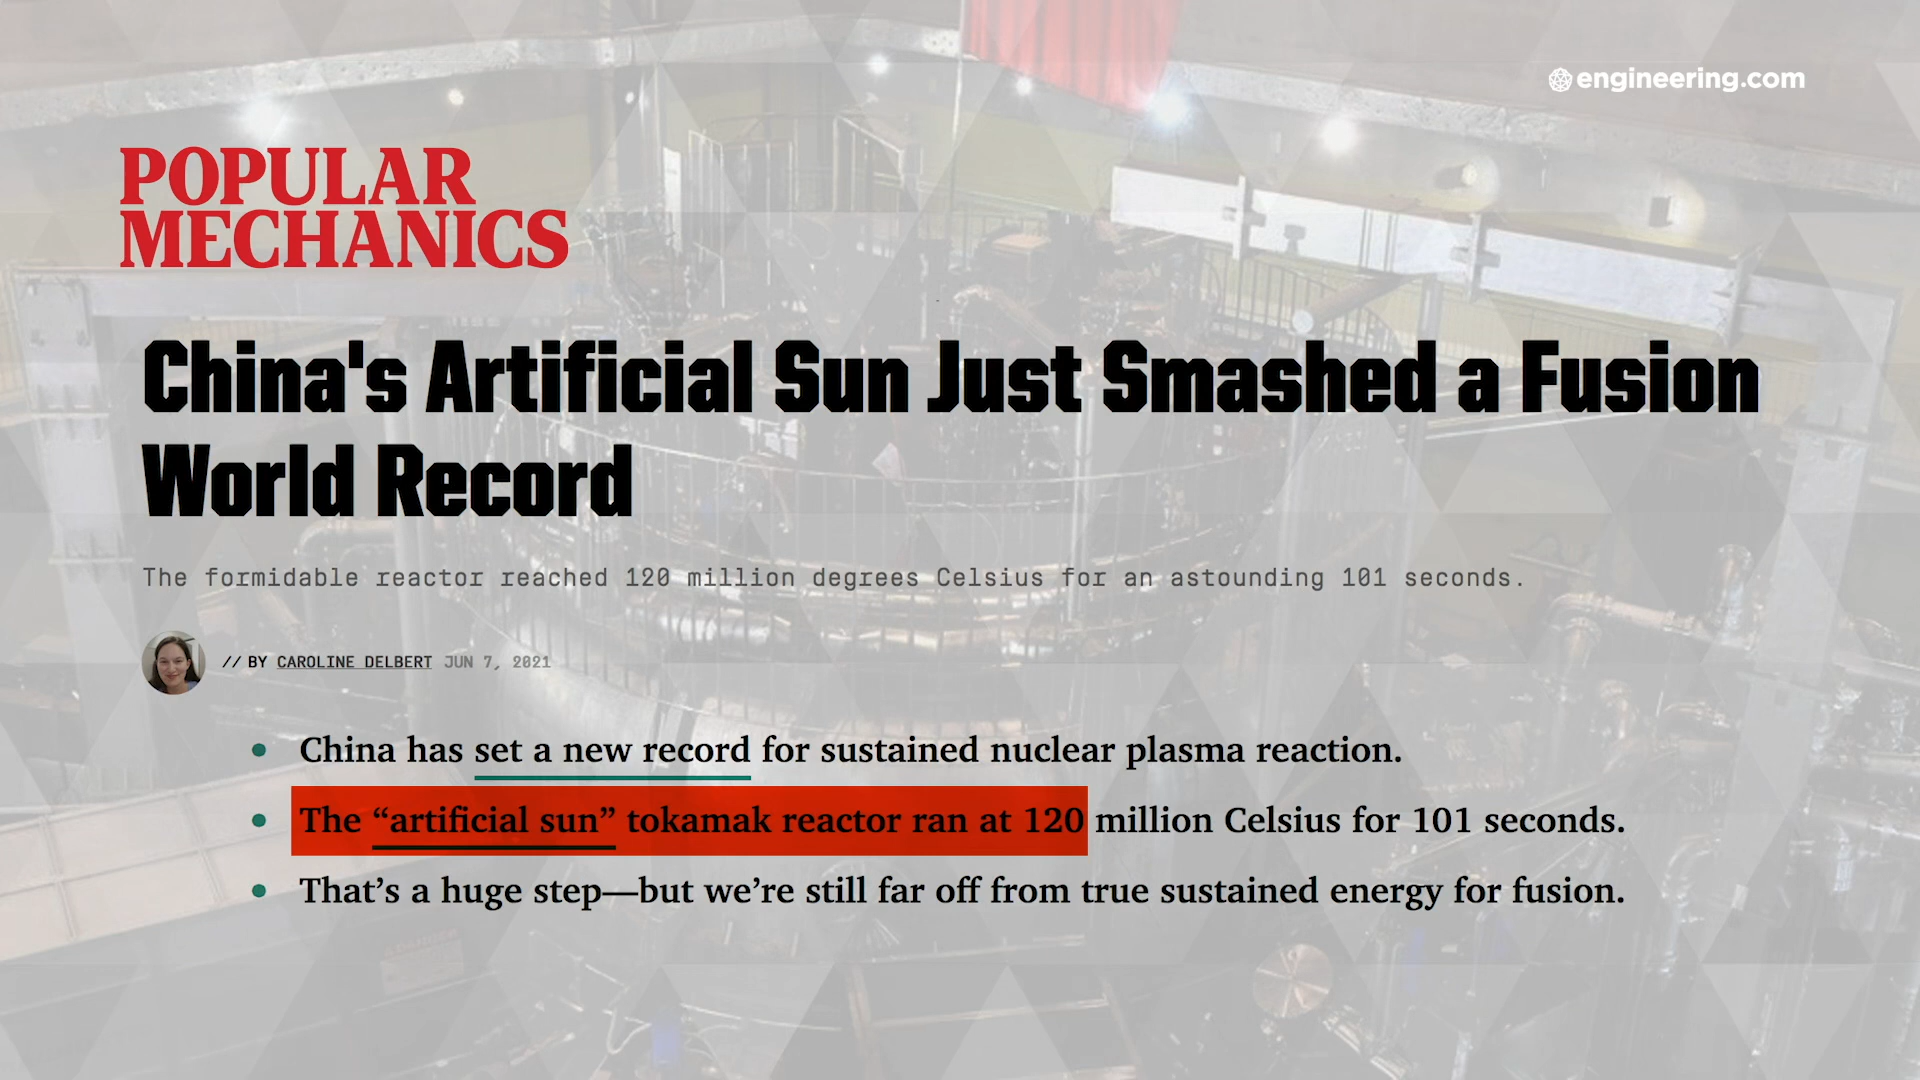 engineering.com
POPULAR
MECHANICS
China's Artificial Sun Just Smashed a Fusion
World Record
The formidable reactor reached 120 million degrees Celsius for an astounding 101 seconds.
// BY CAROLINE DELBERT JUN 7, 2021
• China has set a new record for sustained nuclear plasma reaction.
• The “artificial sun” tokamak reactor ran at 120 million Celsius for 101 seconds.
• That’s a huge step—but we’re still far off from true sustained energy for fusion.